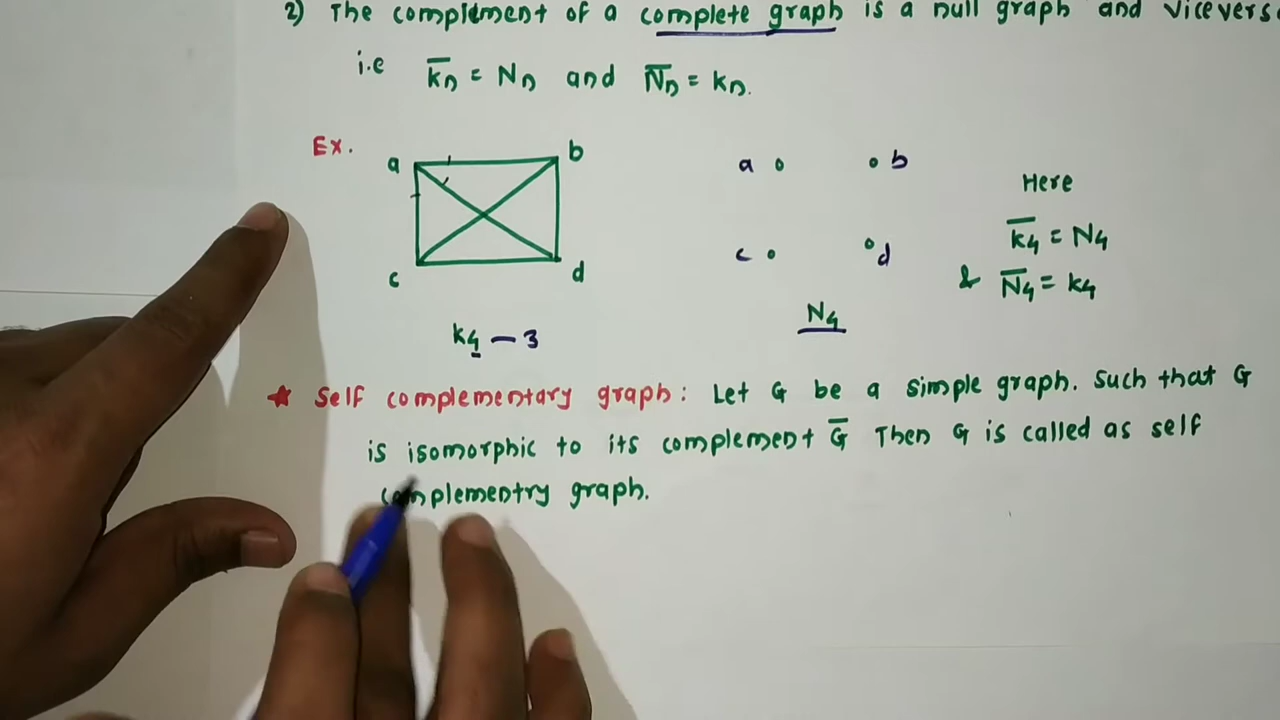 2) The complement of a complete graph is a null graph and viceversa
i.e K̅n = Nn and N̅n = Kn.
Ex.
a b
c d
K4 – 3
a b
c d
N4
Here
K̅4 = N4
& N̅4 = K4
★ Self complementary graph: Let G be a simple graph. Such that G
is isomorphic to its complement G̅ Then G is called as self
complementry graph.